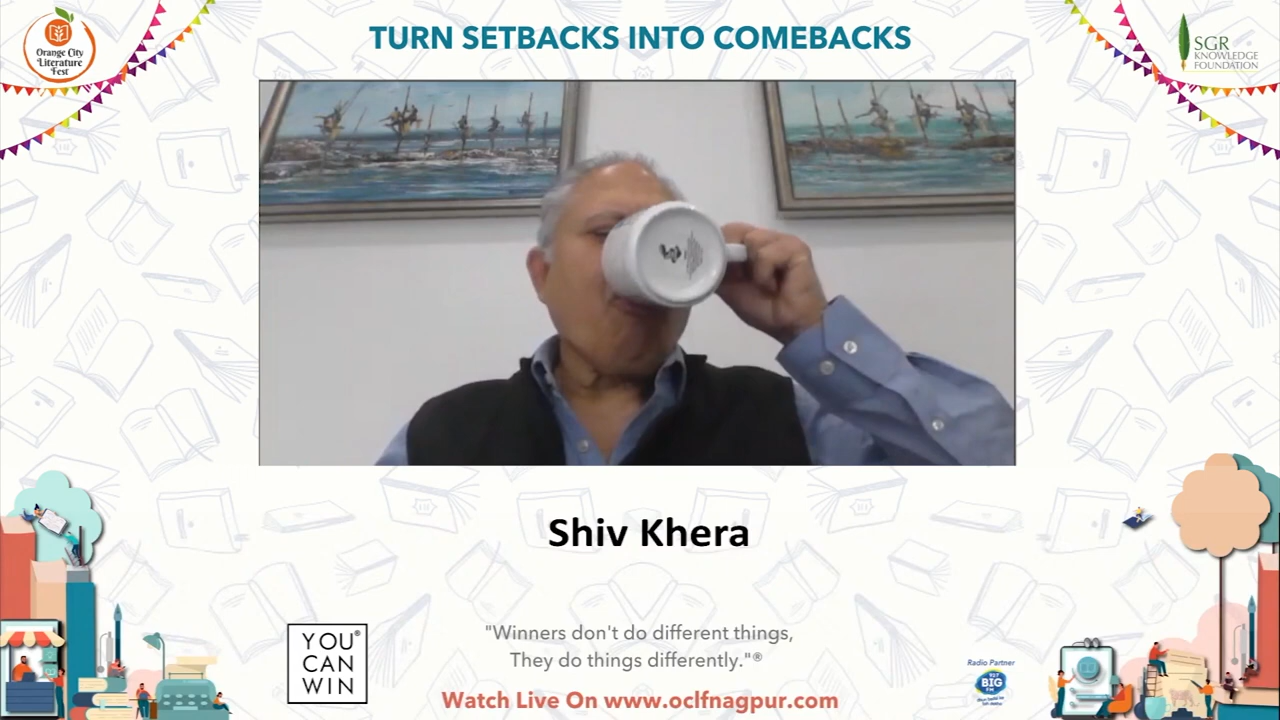 Orange City
Literature
Fest
TURN SETBACKS INTO COMEBACKS
SGR
KNOWLEDGE
FOUNDATION
Shiv Khera
YOU®
CAN
WIN
"Winners don't do different things,
They do things differently."®
Watch Live On www.oclfnagpur.com
Radio Partner
BIG
FM